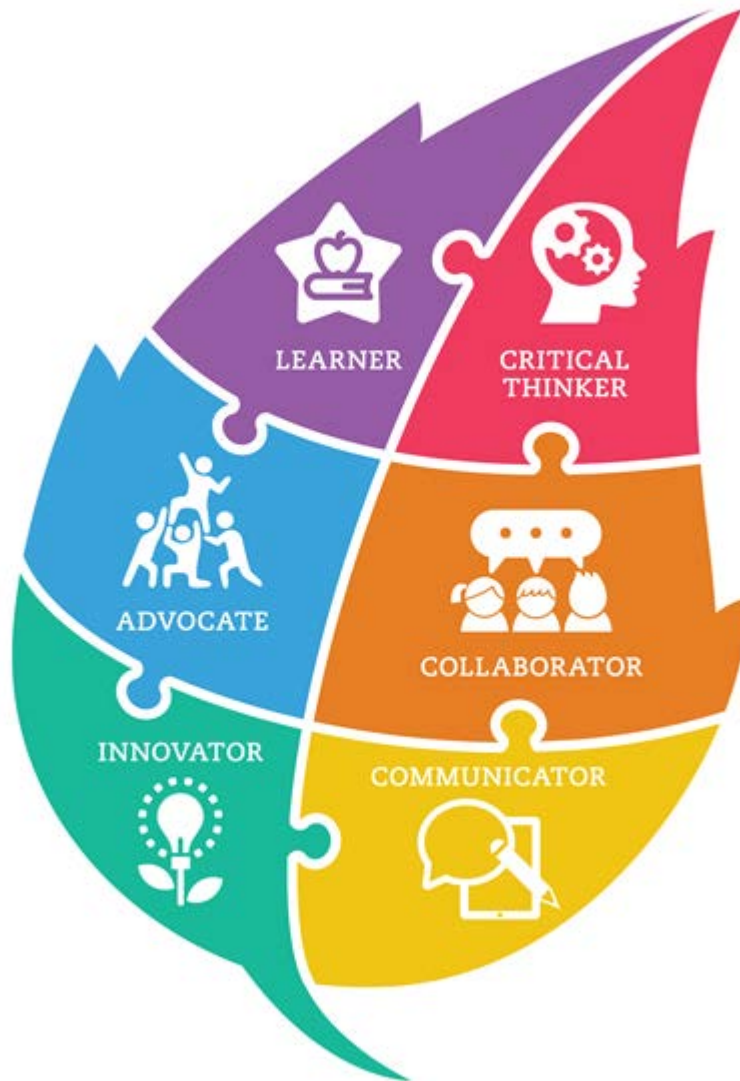 LEARNER
CRITICAL
THINKER
ADVOCATE
COLLABORATOR
INNOVATOR
COMMUNICATOR